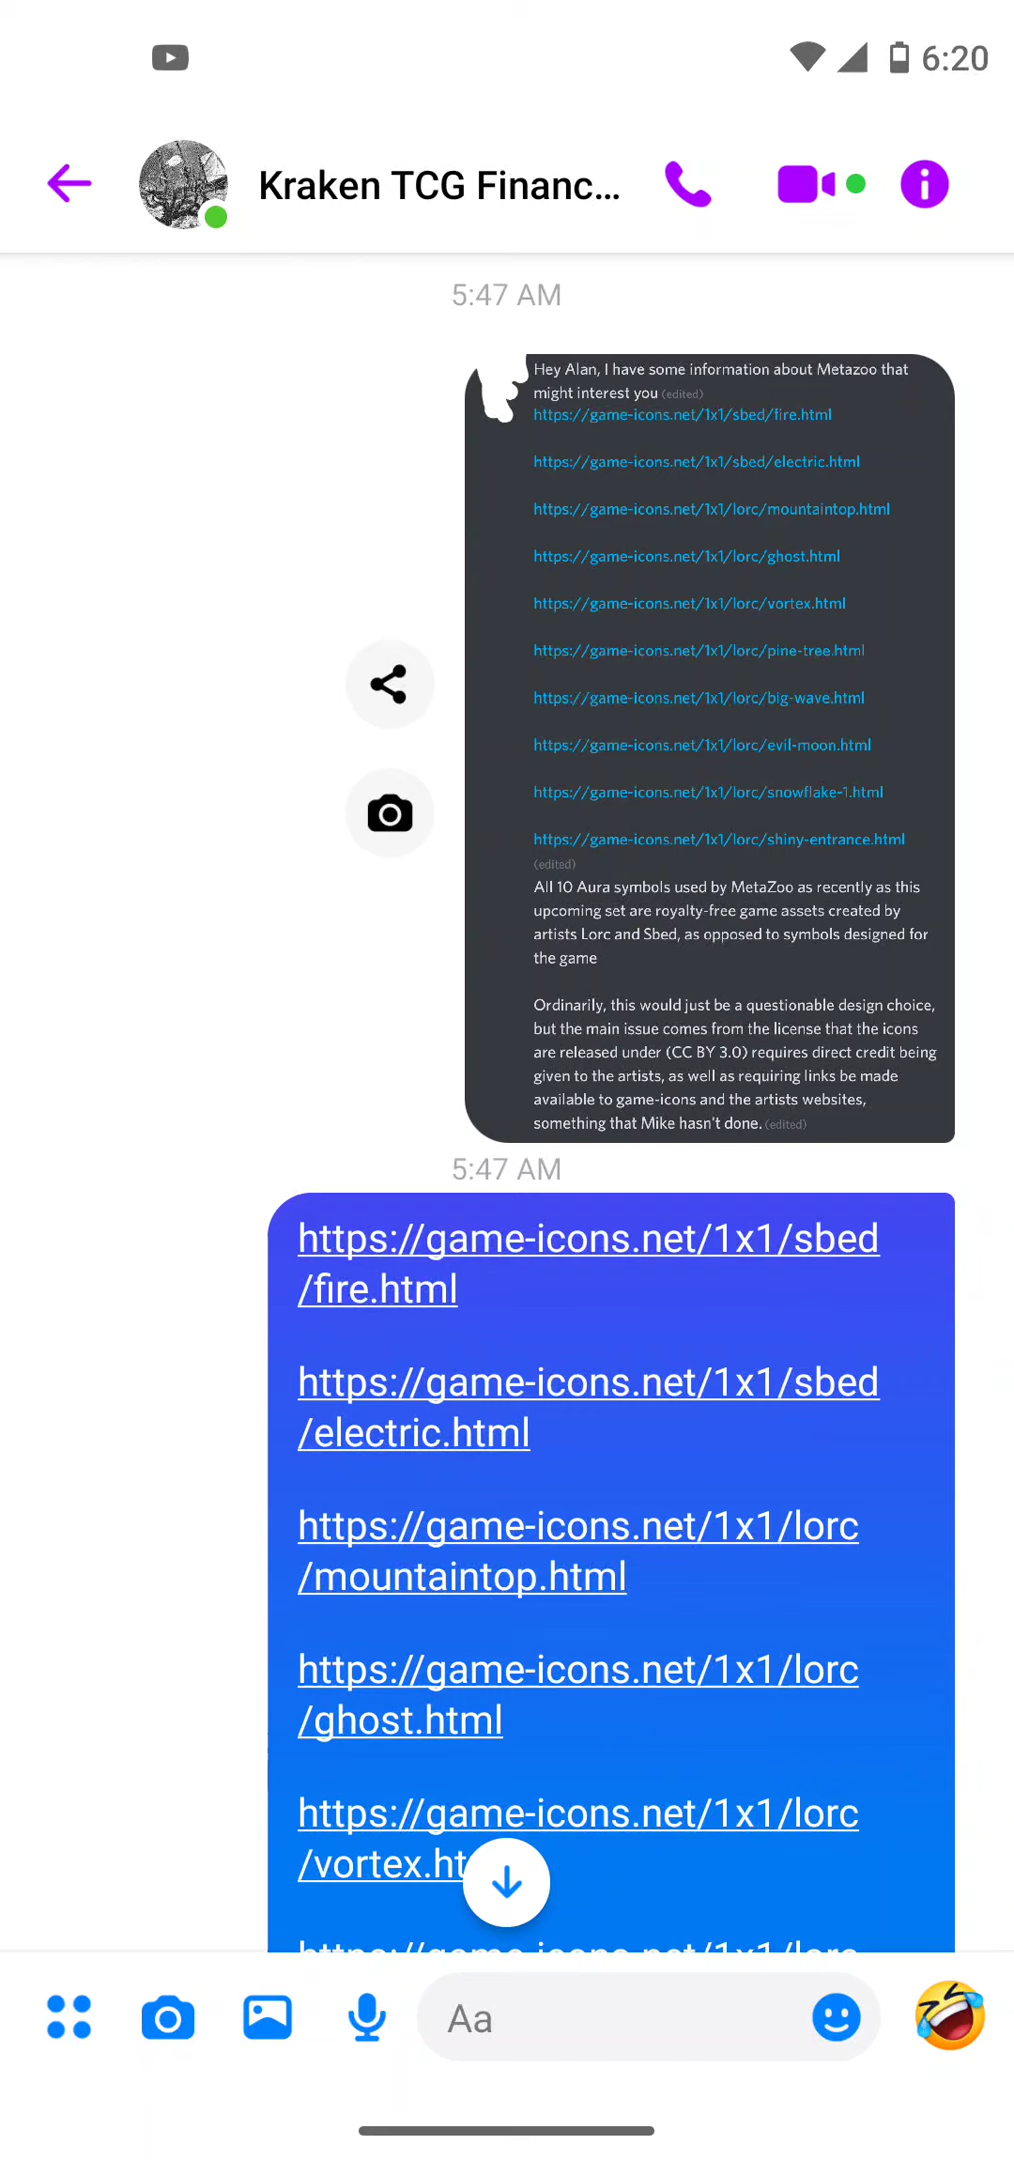 6:20
Kraken TCG Financ...
5:47 AM
Hey Alan, I have some information about Metazoo that
might interest you (edited)
https://game-icons.net/1x1/sbed/fire.html
https://game-icons.net/1x1/sbed/electric.html
https://game-icons.net/1x1/lorc/mountaintop.html
https://game-icons.net/1x1/lorc/ghost.html
https://game-icons.net/1x1/lorc/vortex.html
https://game-icons.net/1x1/lorc/pine-tree.html
https://game-icons.net/1x1/lorc/big-wave.html
https://game-icons.net/1x1/lorc/evil-moon.html
https://game-icons.net/1x1/lorc/snowflake-1.html
https://game-icons.net/1x1/lorc/shiny-entrance.html
(edited)
All 10 Aura symbols used by MetaZoo as recently as this
upcoming set are royalty-free game assets created by
artists Lorc and Sbed, as opposed to symbols designed for
the game
Ordinarily, this would just be a questionable design choice,
but the main issue comes from the license that the icons
are released under (CC BY 3.0) requires direct credit being
given to the artists, as well as requiring links be made
available to game-icons and the artists websites,
something that Mike hasn't done. (edited)
5:47 AM
https://game-icons.net/1x1/sbed
/fire.html
https://game-icons.net/1x1/sbed
/electric.html
https://game-icons.net/1x1/lorc
/mountaintop.html
https://game-icons.net/1x1/lorc
/ghost.html
https://game-icons.net/1x1/lorc
/vortex.ht
https://game-icons.net/1x1/lorc
Aa